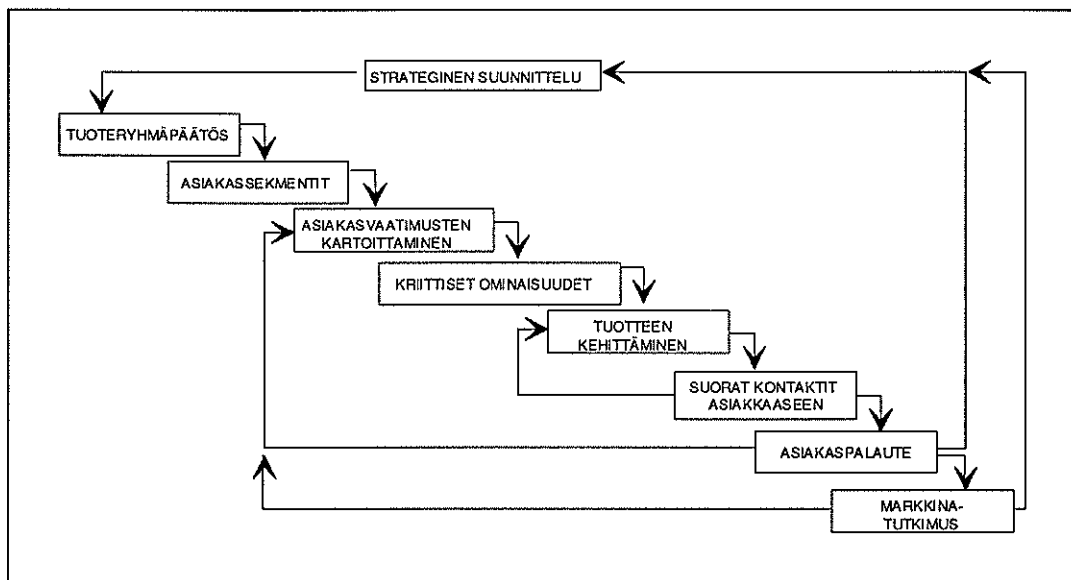 STRATEGINEN SUUNNITTELU
TUOTERYHMÄPÄÄTÖS
ASIAKASSEKMENTIT
ASIAKASVAATIMUSTEN
KARTOITTAMINEN
KRIITTISET OMINAISUUDET
TUOTTEEN
KEHITTÄMINEN
SUORAT KONTAKTIT
ASIAKKAASEEN
ASIAKASPALAUTE
MARKKINA-
TUTKIMUS